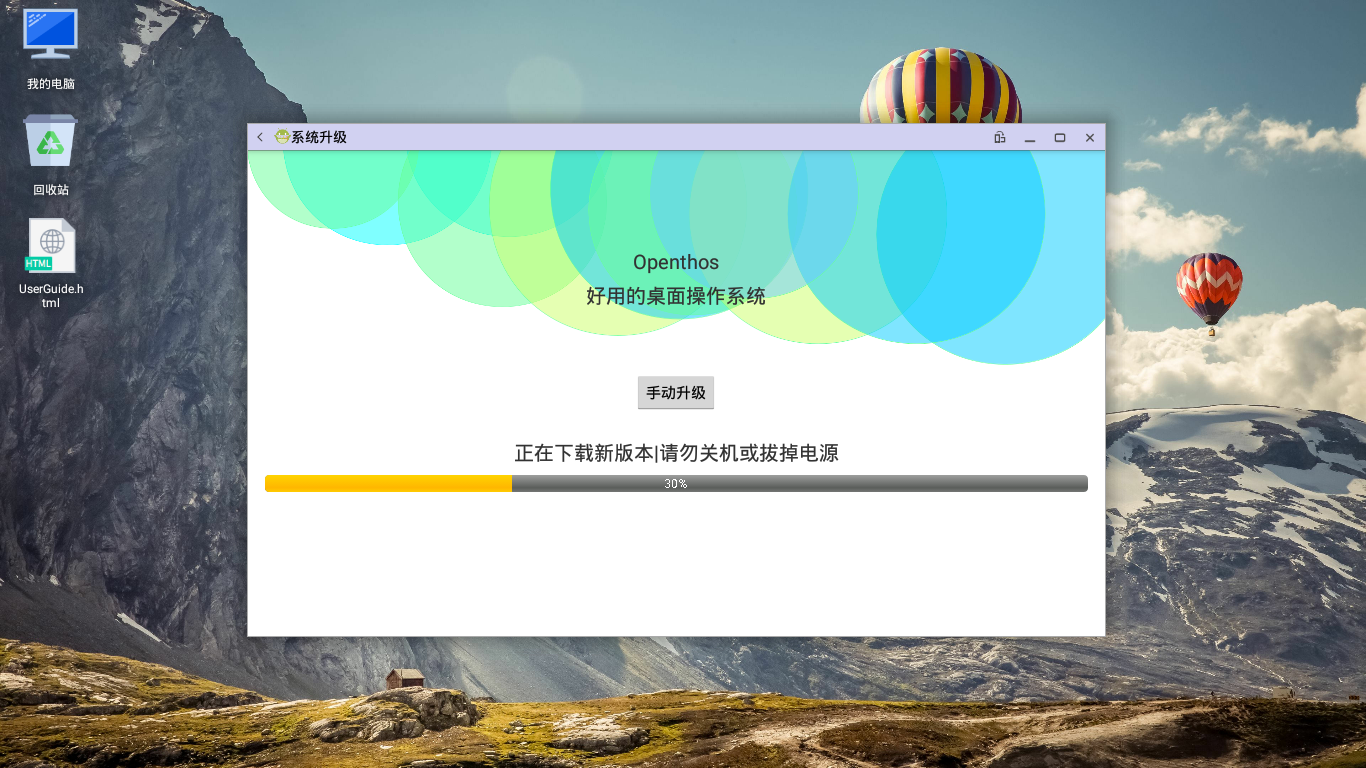 我的电脑
回收站
HTML
UserGuide.h
tml
系统升级
Openthos
好用的桌面操作系统
手动升级
正在下载新版本|请勿关机或拔掉电源
30%